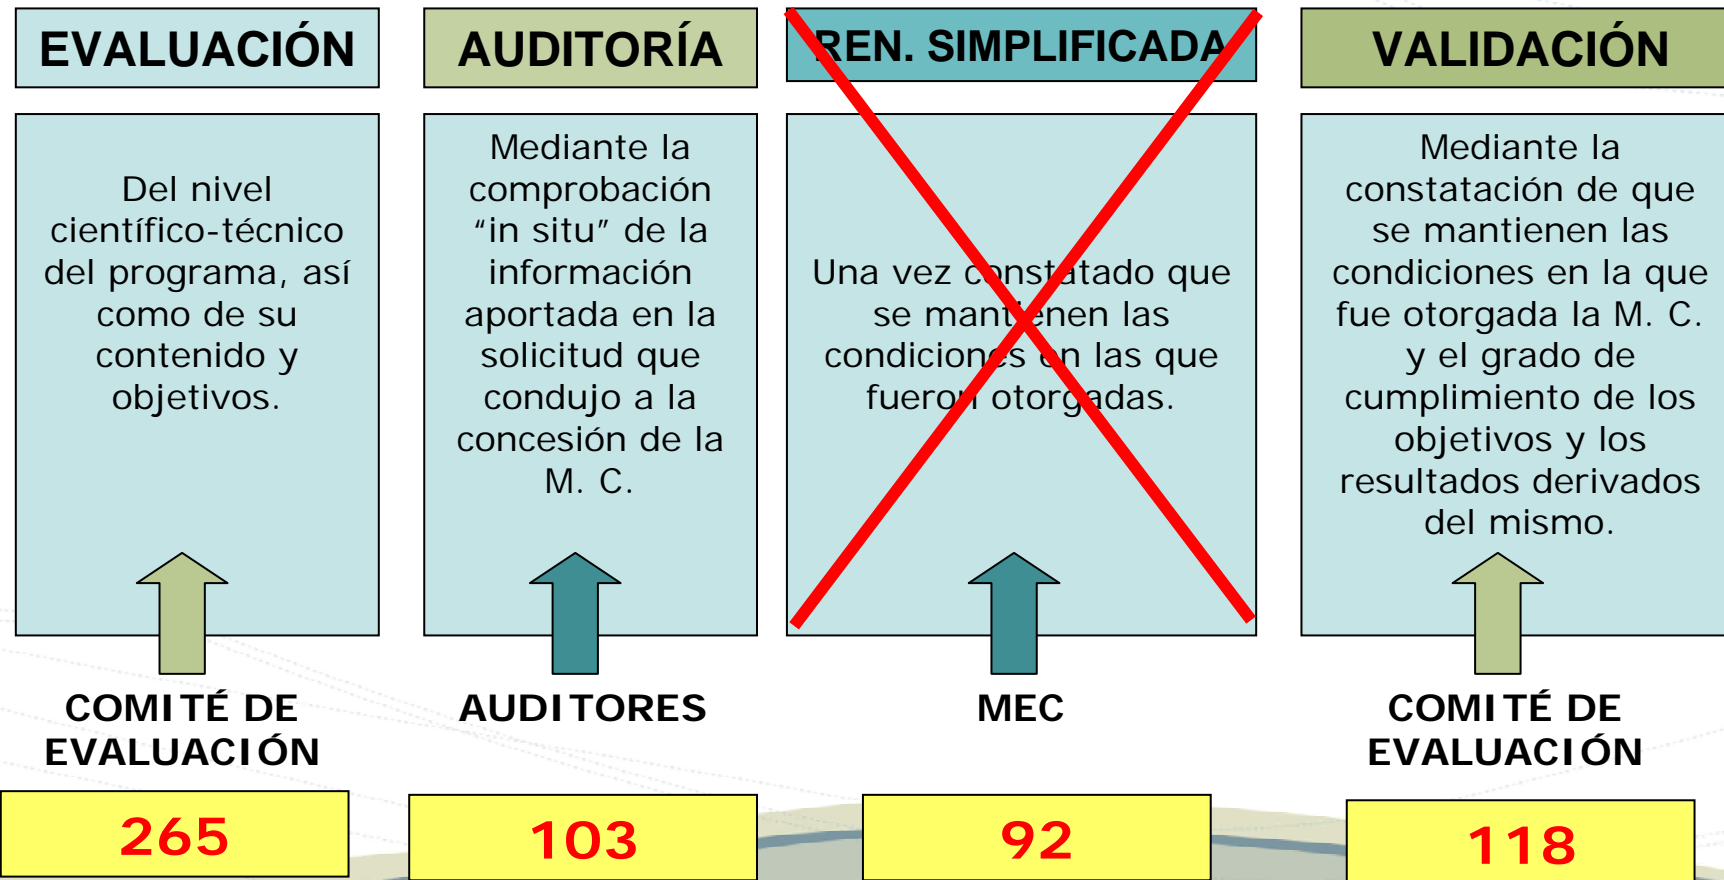 EVALUACIÓN
Del nivel
científico-técnico
del programa, así
como de su
contenido y
objetivos.
COMITÉ DE
EVALUACIÓN
265
AUDITORÍA
Mediante la
comprobación
“in situ” de la
información
aportada en la
solicitud que
condujo a la
concesión de la
M. C.
AUDITORES
103
REN. SIMPLIFICADA
Una vez constatado que
se mantienen las
condiciones en las que
fueron otorgadas.
MEC
92
VALIDACIÓN
Mediante la
constatación de que
se mantienen las
condiciones en la que
fue otorgada la M. C.
y el grado de
cumplimiento de los
objetivos y los
resultados derivados
del mismo.
COMITÉ DE
EVALUACIÓN
118